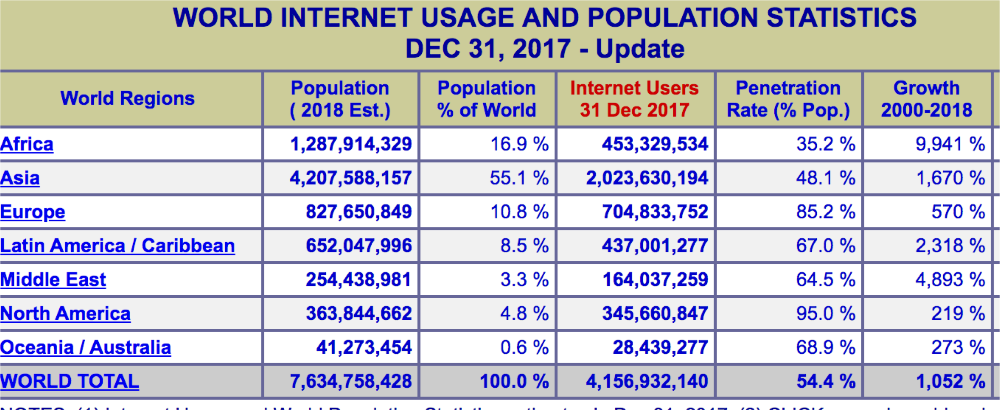 WORLD INTERNET USAGE AND POPULATION STATISTICS
DEC 31, 2017 - Update
World Regions Population ( 2018 Est.) Population % of World Internet Users 31 Dec 2017 Penetration Rate (% Pop.) Growth 2000-2018
Africa 1,287,914,329 16.9 % 453,329,534 35.2 % 9,941 %
Asia 4,207,588,157 55.1 % 2,023,630,194 48.1 % 1,670 %
Europe 827,650,849 10.8 % 704,833,752 85.2 % 570 %
Latin America / Caribbean 652,047,996 8.5 % 437,001,277 67.0 % 2,318 %
Middle East 254,438,981 3.3 % 164,037,259 64.5 % 4,893 %
North America 363,844,662 4.8 % 345,660,847 95.0 % 219 %
Oceania / Australia 41,273,454 0.6 % 28,439,277 68.9 % 273 %
WORLD TOTAL 7,634,758,428 100.0 % 4,156,932,140 54.4 % 1,052 %